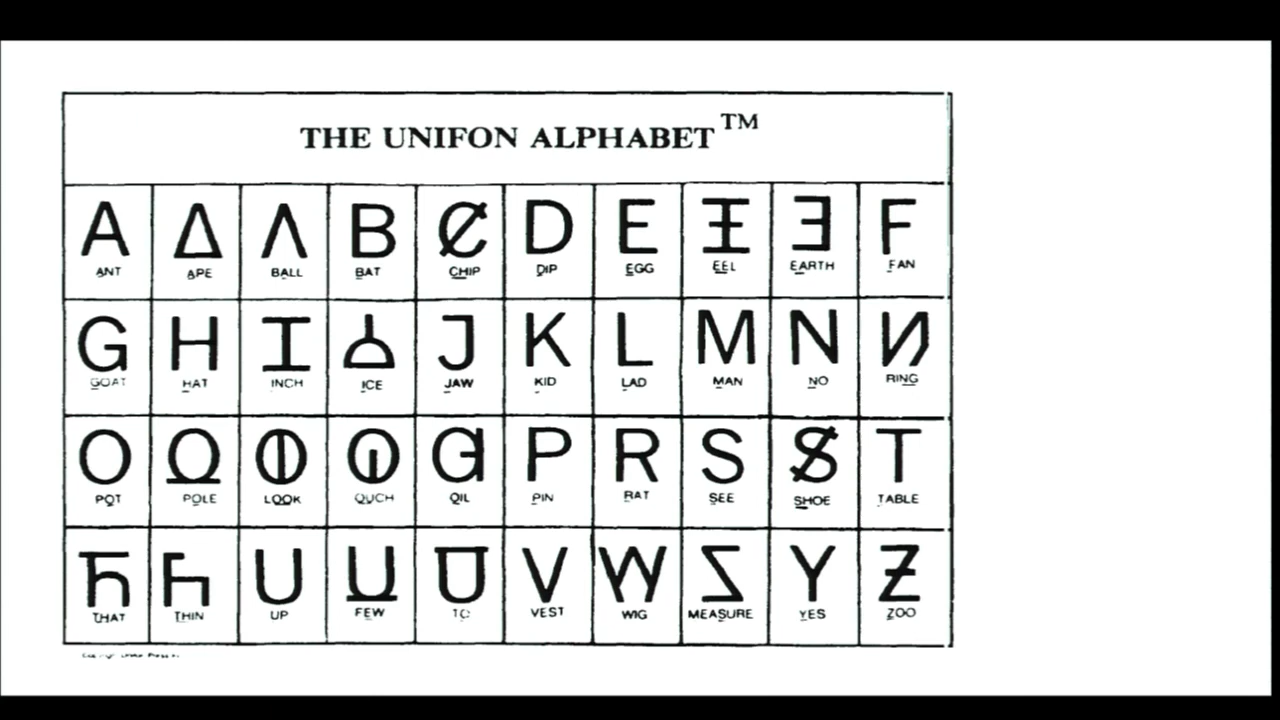 THE UNIFON ALPHABET™
A Δ Λ B Ȼ D E Ɪ Ǝ F
ANT APE BALL BAT CHIP DIP EGG EEL EARTH FAN
G H I J K L M N И
GOAT HAT INCH ICE JAW KID LAD MAN NO RING
O Ω P R S T
POT POLE LOOK OUCH OIL PIN RAT SEE SHOE TABLE
U V W Y Z
THAT THIN UP FEW TO VEST WIG MEASURE YES ZOO